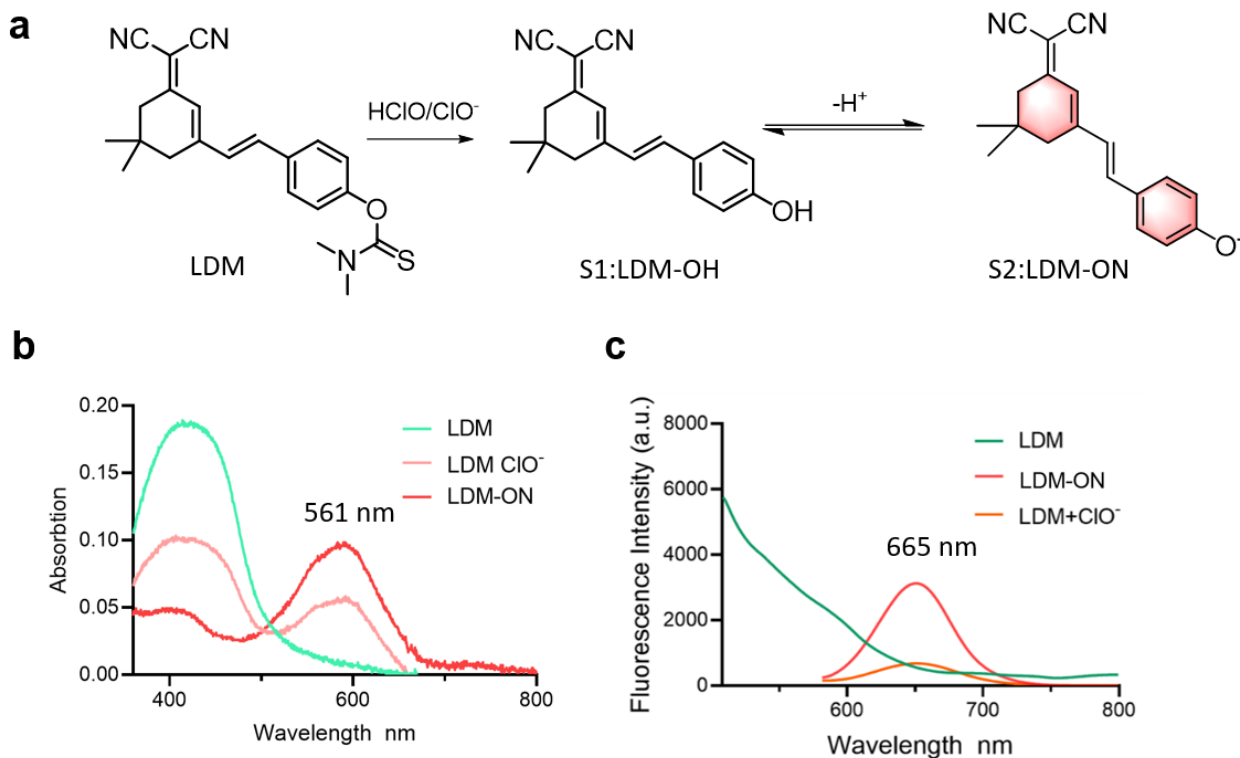 a
NC CN
NC CN
NC CN
HClO/ClO⁻
-H⁺
O
N
S
OH
O⁻
LDM
S1:LDM-OH
S2:LDM-ON
b
Absorbtion
0.20
0.15
0.10
0.05
0.00
400
600
800
Wavelength nm
LDM
LDM ClO⁻
LDM-ON
561 nm
c
Fluorescence Intensity (a.u.)
8000
6000
4000
2000
0
600
700
800
Wavelength nm
LDM
LDM-ON
LDM+ClO⁻
665 nm